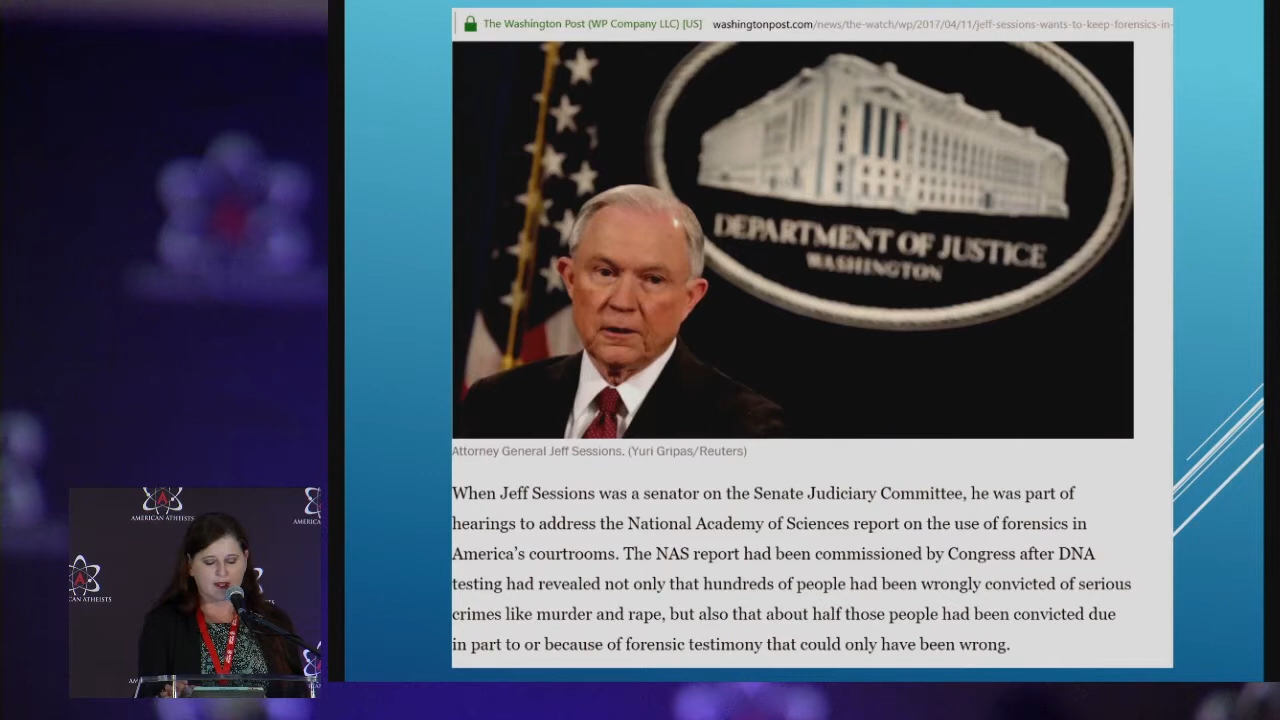 The Washington Post (WP Company LLC) [US] washingtonpost.com/news/the-watch/wp/2017/04/11/jeff-sessions-wants-to-keep-forensics-in-
DEPARTMENT OF JUSTICE
WASHINGTON
Attorney General Jeff Sessions. (Yuri Gripas/Reuters)
When Jeff Sessions was a senator on the Senate Judiciary Committee, he was part of
hearings to address the National Academy of Sciences report on the use of forensics in
America's courtrooms. The NAS report had been commissioned by Congress after DNA
testing had revealed not only that hundreds of people had been wrongly convicted of serious
crimes like murder and rape, but also that about half those people had been convicted due
in part to or because of forensic testimony that could only have been wrong.
A
AMERICAN ATHEISTS
A
CAN ATHEISTS